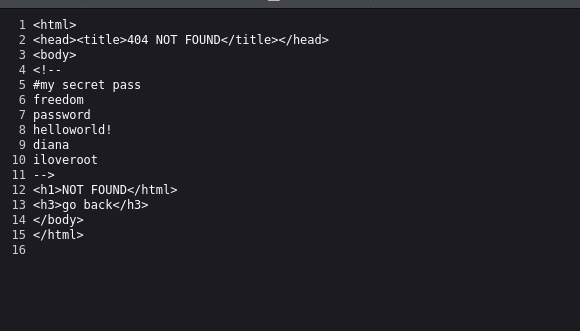 1 <html>
2 <head><title>404 NOT FOUND</title></head>
3 <body>
4 <!--
5 #my secret pass
6 freedom
7 password
8 helloworld!
9 diana
10 iloveroot
11 -->
12 <h1>NOT FOUND</html>
13 <h3>go back</h3>
14 </body>
15 </html>
16